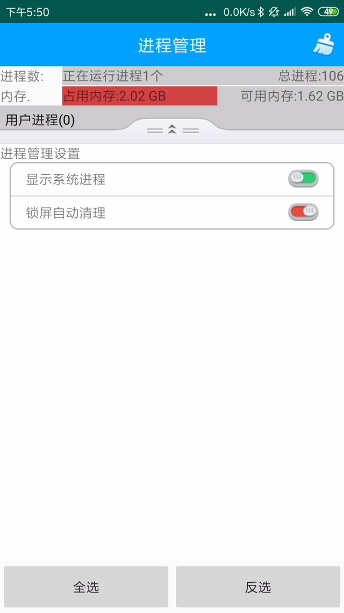 下午5:50 ... 0.0K/s 49
进程管理
进程数: 正在运行进程1个 总进程:106
内存. 占用内存:2.02 GB 可用内存:1.62 GB
用户进程(0)
进程管理设置
显示系统进程
锁屏自动清理
全选 反选